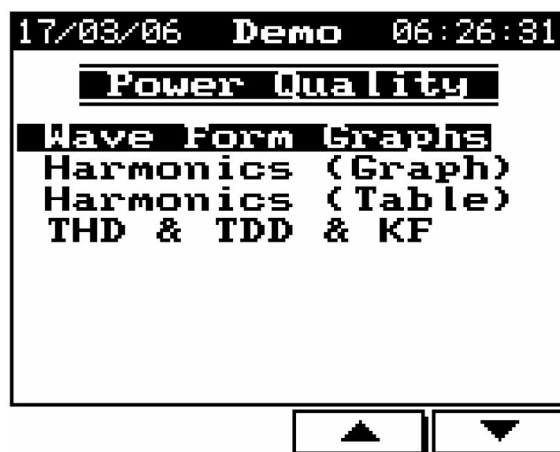 17/03/06 Demo 06:26:31
Power Quality
Wave Form Graphs
Harmonics (Graph)
Harmonics (Table)
THD & TDD & KF